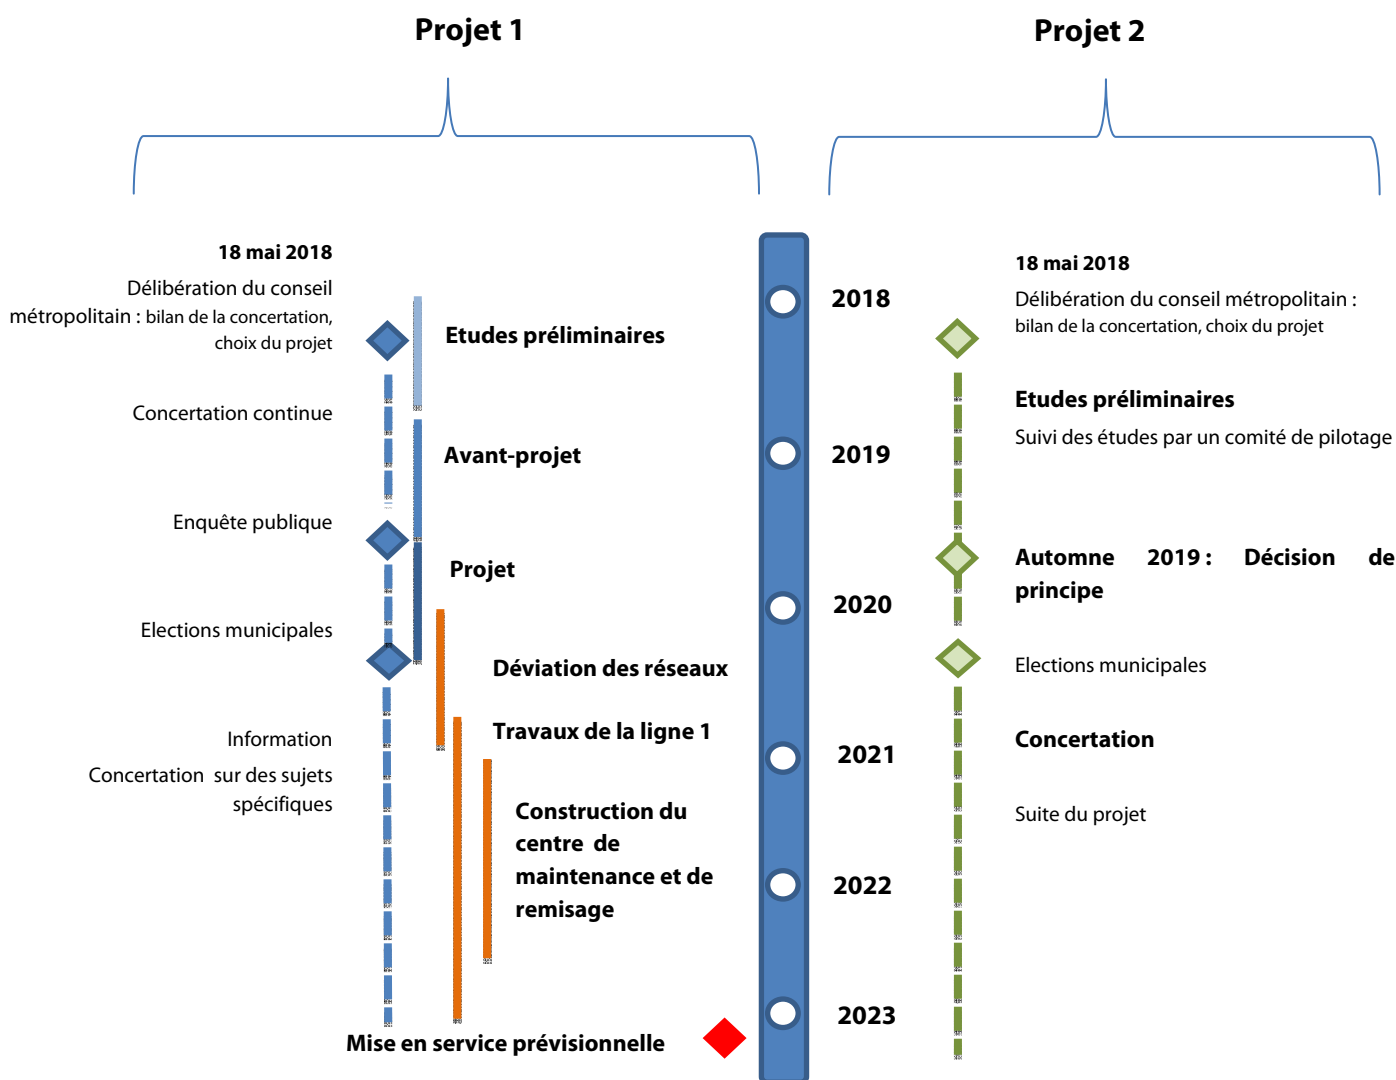 Projet 1
Projet 2
18 mai 2018
Délibération du conseil
métropolitain : bilan de la concertation,
choix du projet
Concertation continue
Enquête publique
Elections municipales
Information
Concertation sur des sujets
spécifiques
Etudes préliminaires
Avant-projet
Projet
Déviation des réseaux
Travaux de la ligne 1
Construction du
centre de
maintenance et de
remisage
Mise en service prévisionnelle
2018
2019
2020
2021
2022
2023
18 mai 2018
Délibération du conseil métropolitain :
bilan de la concertation, choix du projet
Etudes préliminaires
Suivi des études par un comité de pilotage
Automne 2019 : Décision de
principe
Elections municipales
Concertation
Suite du projet